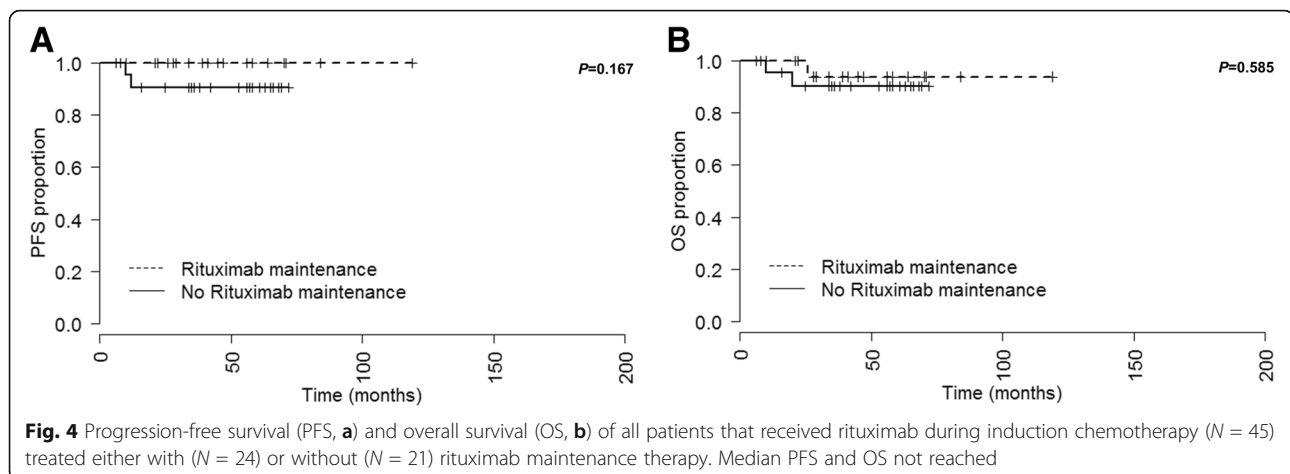 A
P=0.167
PFS proportion
1.0
0.8
0.6
0.4
0.2
0.0
Rituximab maintenance
No Rituximab maintenance
0
50
100
150
200
Time (months)
B
P=0.585
OS proportion
1.0
0.8
0.6
0.4
0.2
0.0
Rituximab maintenance
No Rituximab maintenance
0
50
100
150
200
Time (months)
Fig. 4 Progression-free survival (PFS, a) and overall survival (OS, b) of all patients that received rituximab during induction chemotherapy (N = 45)
treated either with (N = 24) or without (N = 21) rituximab maintenance therapy. Median PFS and OS not reached